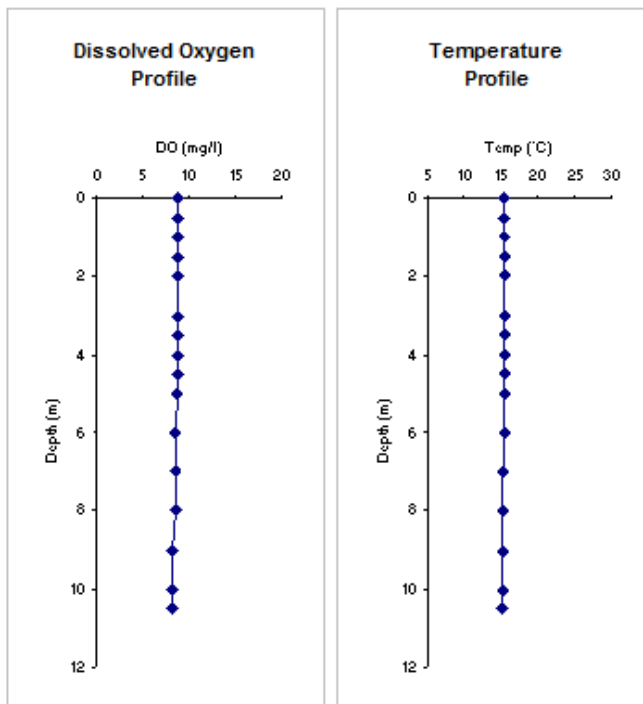 Dissolved Oxygen
Profile
DO (mg/l)
0 5 10 15 20
0
2
4
6
8
10
12
Depth (m)
Temperature
Profile
Temp (°C)
5 10 15 20 25 30
0
2
4
6
8
10
12
Depth (m)